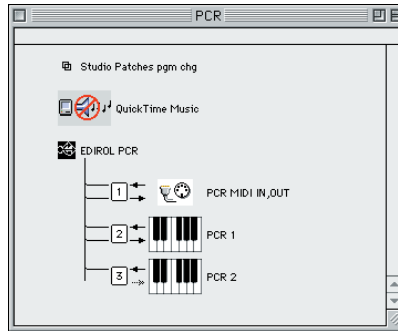 PCR
Studio Patches pgm chg
QuickTime Music
EDIROL PCR
1 PCR MIDI IN,OUT
2 PCR 1
3 PCR 2